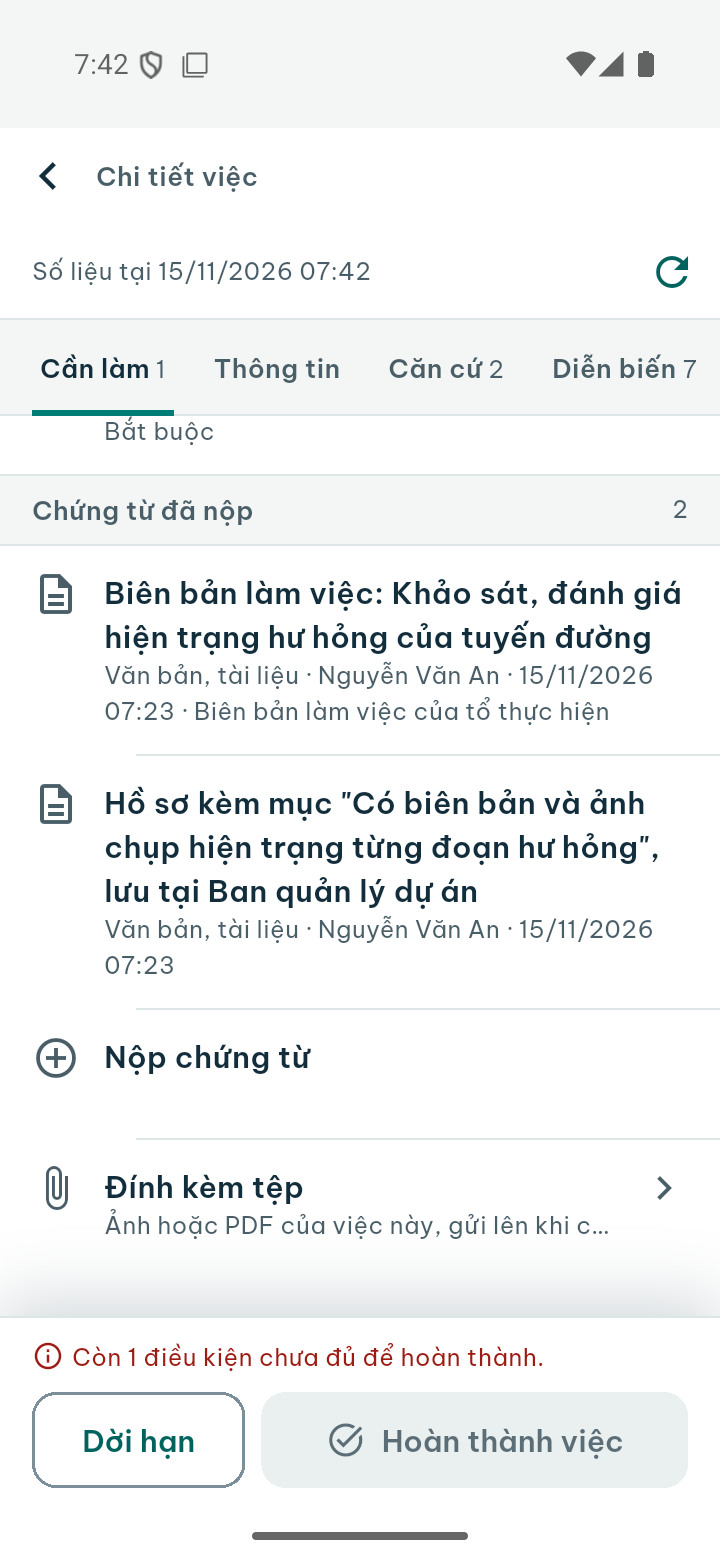 7:42
Chi tiết việc
Số liệu tại 15/11/2026 07:42
Cần làm 1 Thông tin Căn cứ 2 Diễn biến 7
Bắt buộc
Chứng từ đã nộp 2
Biên bản làm việc: Khảo sát, đánh giá
hiện trạng hư hỏng của tuyến đường
Văn bản, tài liệu · Nguyễn Văn An · 15/11/2026
07:23 · Biên bản làm việc của tổ thực hiện
Hồ sơ kèm mục "Có biên bản và ảnh
chụp hiện trạng từng đoạn hư hỏng",
lưu tại Ban quản lý dự án
Văn bản, tài liệu · Nguyễn Văn An · 15/11/2026
07:23
Nộp chứng từ
Đính kèm tệp
Ảnh hoặc PDF của việc này, gửi lên khi c...
Còn 1 điều kiện chưa đủ để hoàn thành.
Dời hạn Hoàn thành việc